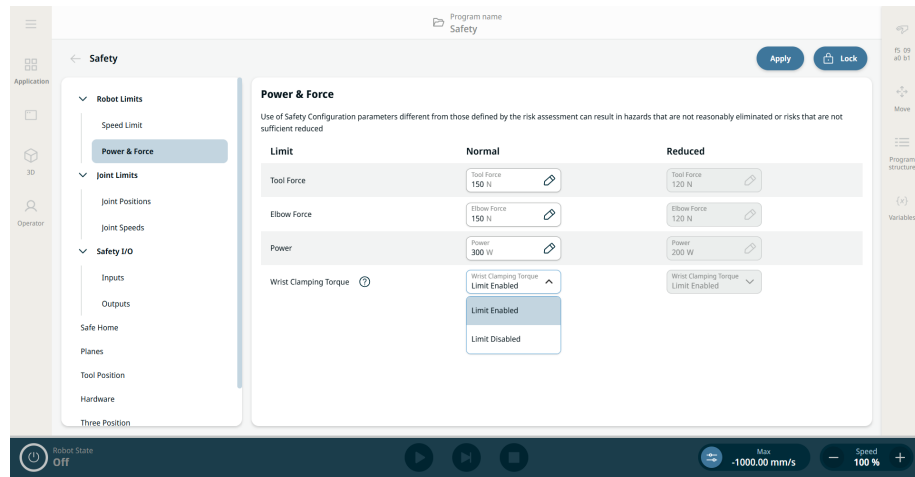 Program name
Safety
f5 09
a0 b1
Safety
Apply
Lock
Application
Move
3D
Program
structure
Operator
Variables
Robot Limits
Speed Limit
Power & Force
Joint Limits
Joint Positions
Joint Speeds
Safety I/O
Inputs
Outputs
Safe Home
Planes
Tool Position
Hardware
Three Position
Power & Force
Use of Safety Configuration parameters different from those defined by the risk assessment can result in hazards that are not reasonably eliminated or risks that are not
sufficient reduced
Limit Normal Reduced
Tool Force
Tool Force
150 N
Tool Force
120 N
Elbow Force
Elbow Force
150 N
Elbow Force
120 N
Power
Power
300 W
Power
200 W
Wrist Clamping Torque ?
Wrist Clamping Torque
Limit Enabled
Wrist Clamping Torque
Limit Enabled
Limit Enabled
Limit Disabled
Robot State
Off
Max
-1000.00 mm/s
Speed
100 %